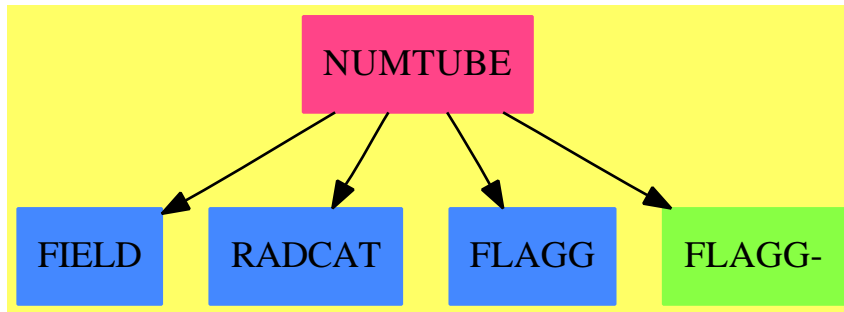 NUMTUBE
FIELD
RADCAT
FLAGG
FLAGG-